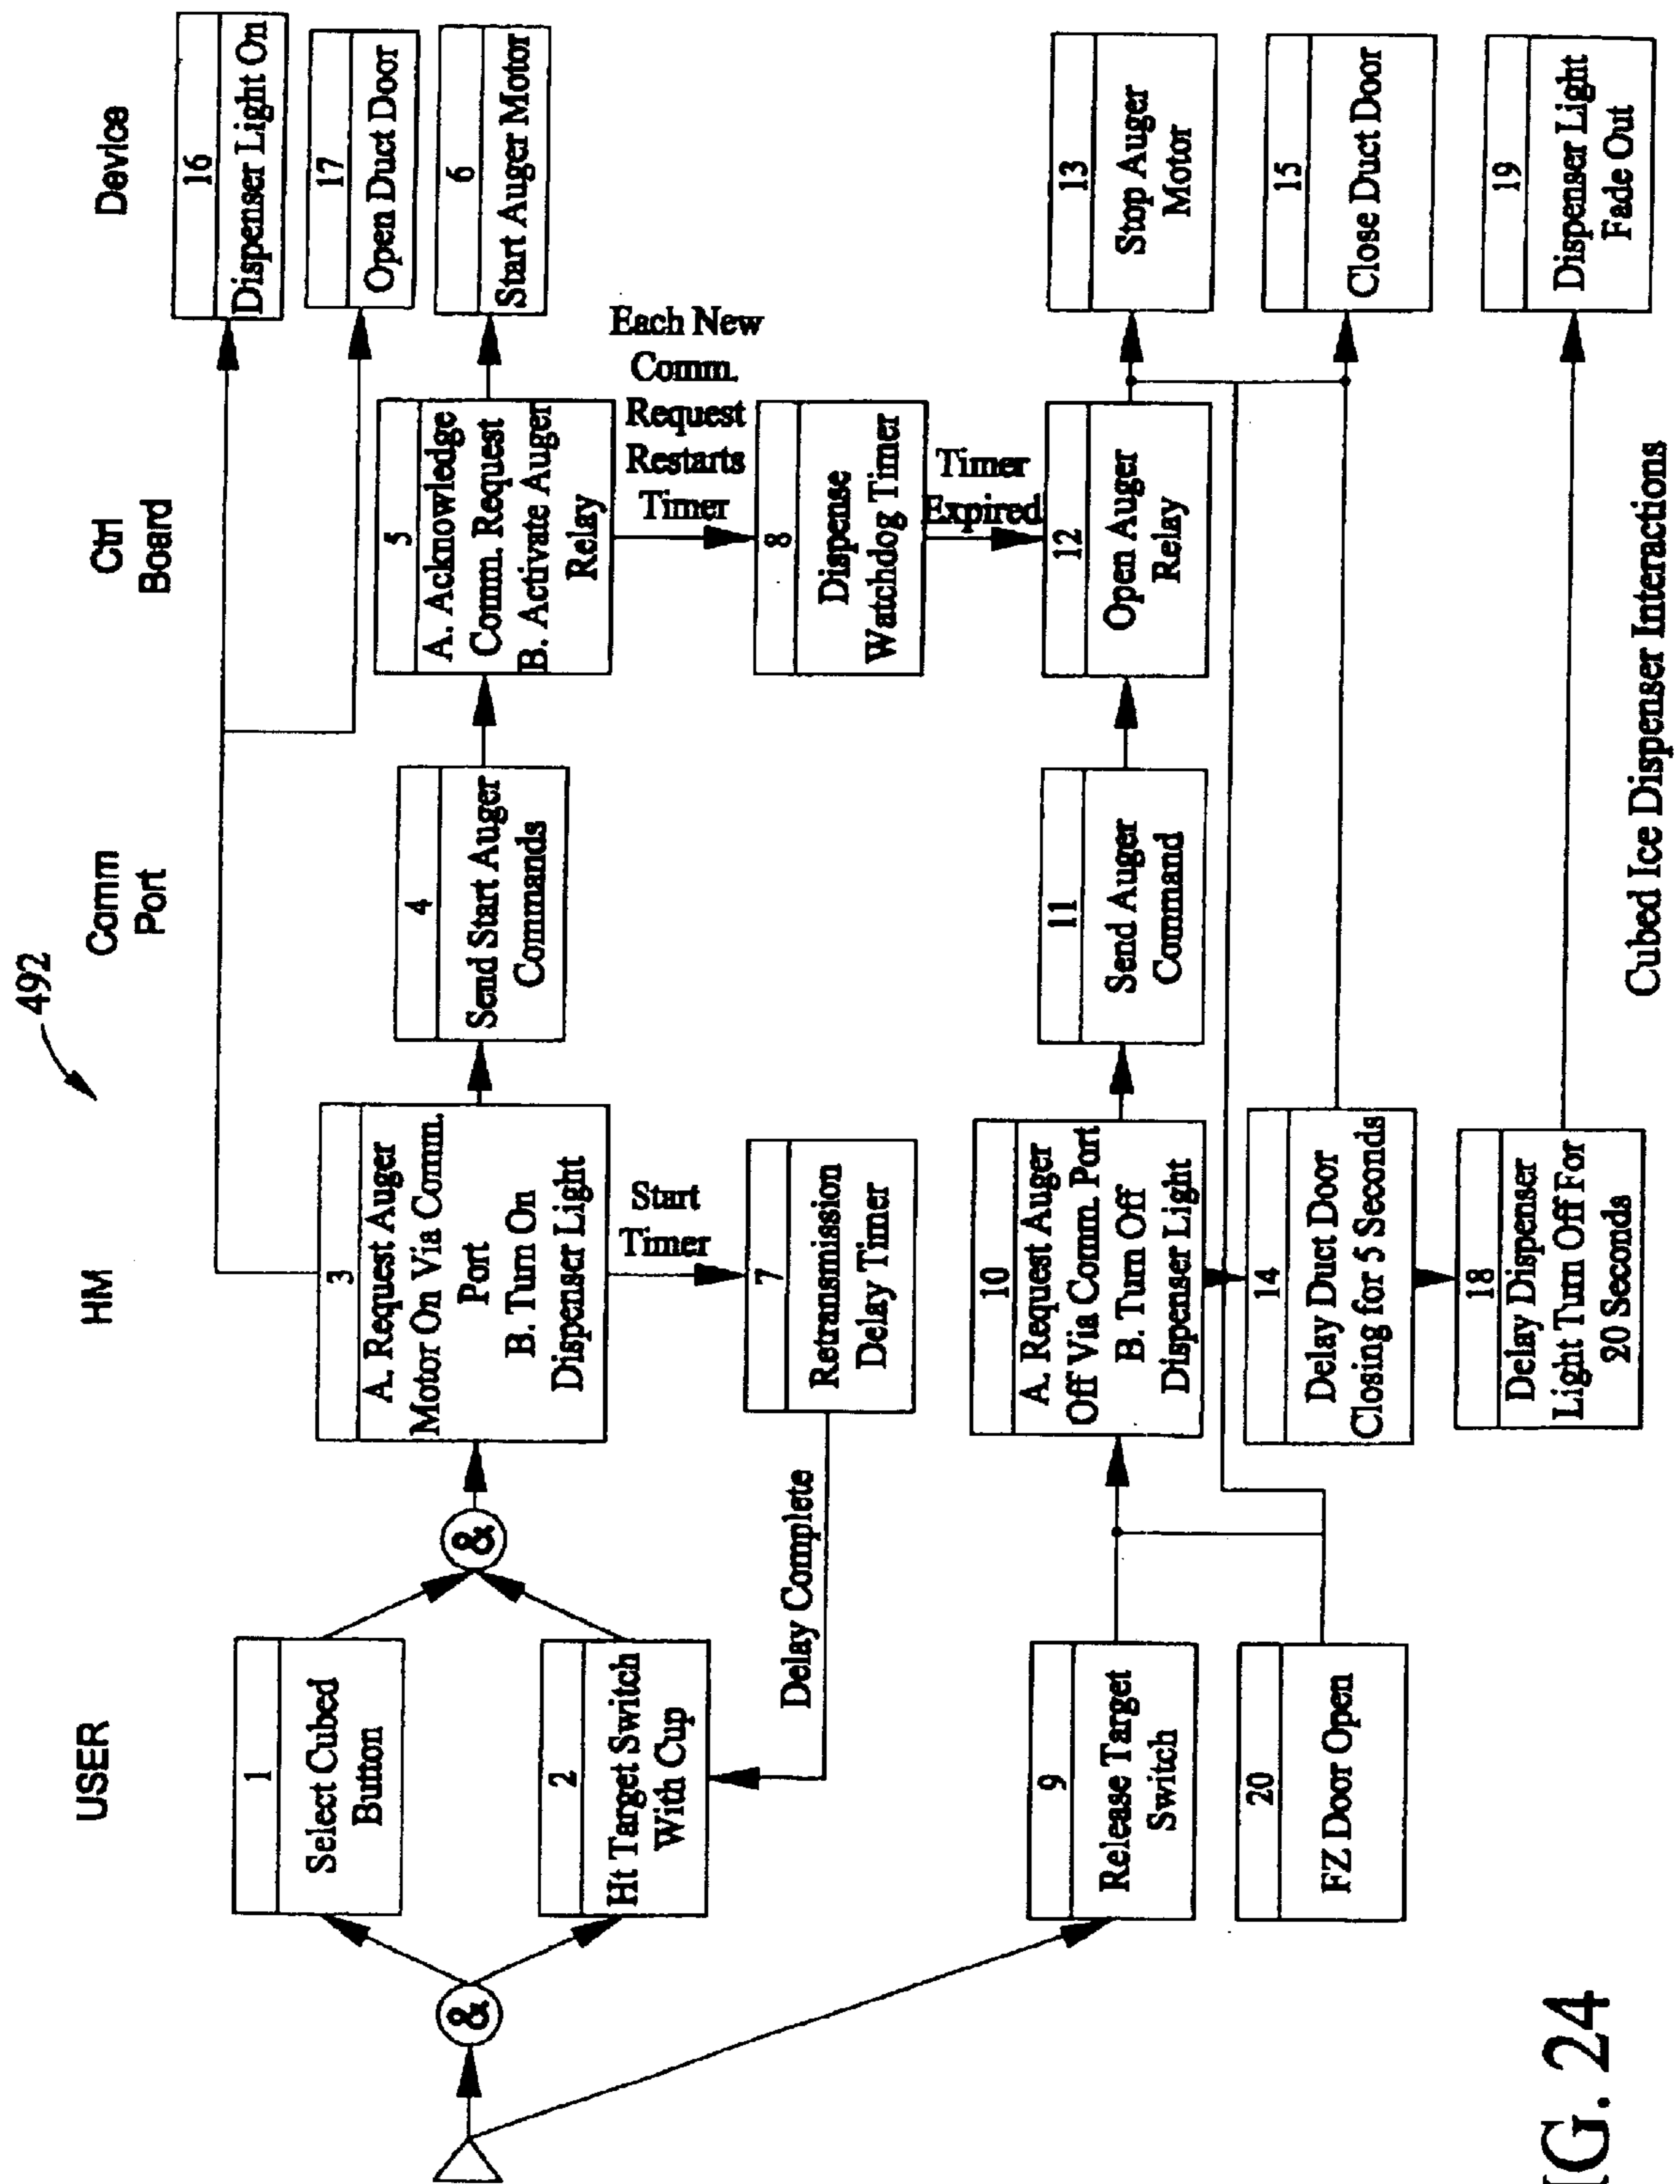 492
USER
HM
Comm
Port
Ctrl
Board
Device
&
1
Select Cubed
Button
2
Ht Target Switch
With Cup
&
3
A. Request Auger
Motor On Via Comm.
Port
B. Turn On
Dispenser Light
4
Send Start Auger
Commands
5
A. Acknowledge
Comm. Request
B. Activate Auger
Relay
16
Dispenser Light On
17
Open Duct Door
6
Start Auger Motor
Start
Timer
7
Retransmission
Delay Timer
Delay Complete
Each New
Comm.
Request
Restarts
Timer
8
Dispense
Watchdog Timer
Timer
Expired
9
Release Target
Switch
10
A. Request Auger
Off Via Comm. Port
B. Turn Off
Dispenser Light
11
Send Auger
Command
12
Open Auger
Relay
13
Stop Auger
Motor
20
FZ Door Open
14
Delay Duct Door
Closing for 5 Seconds
15
Close Duct Door
18
Delay Dispenser
Light Turn Off For
20 Seconds
19
Dispenser Light
Fade Out
Cubed Ice Dispenser Interactions
IG. 24